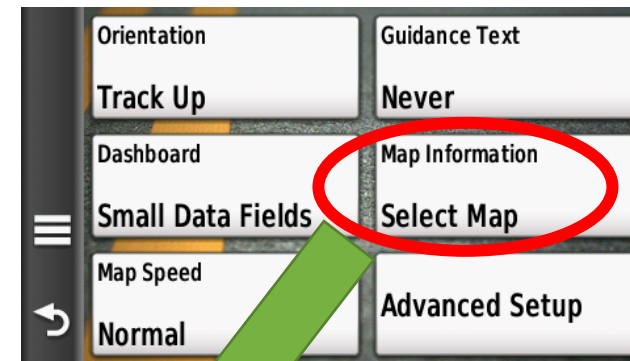 Orientation
Track Up
Guidance Text
Never
Dashboard
Small Data Fields
Map Information
Select Map
Map Speed
Normal
Advanced Setup